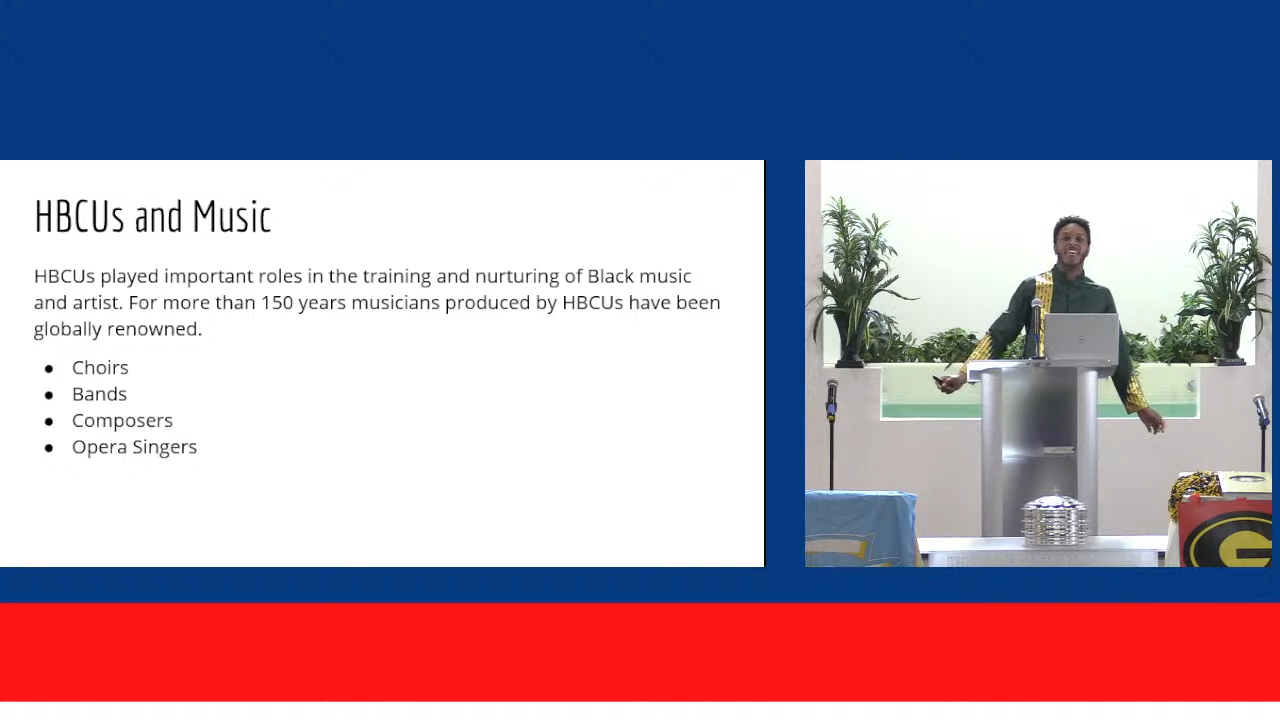 HBCUs and Music
HBCUs played important roles in the training and nurturing of Black music
and artist. For more than 150 years musicians produced by HBCUs have been
globally renowned.
● Choirs
● Bands
● Composers
● Opera Singers
G